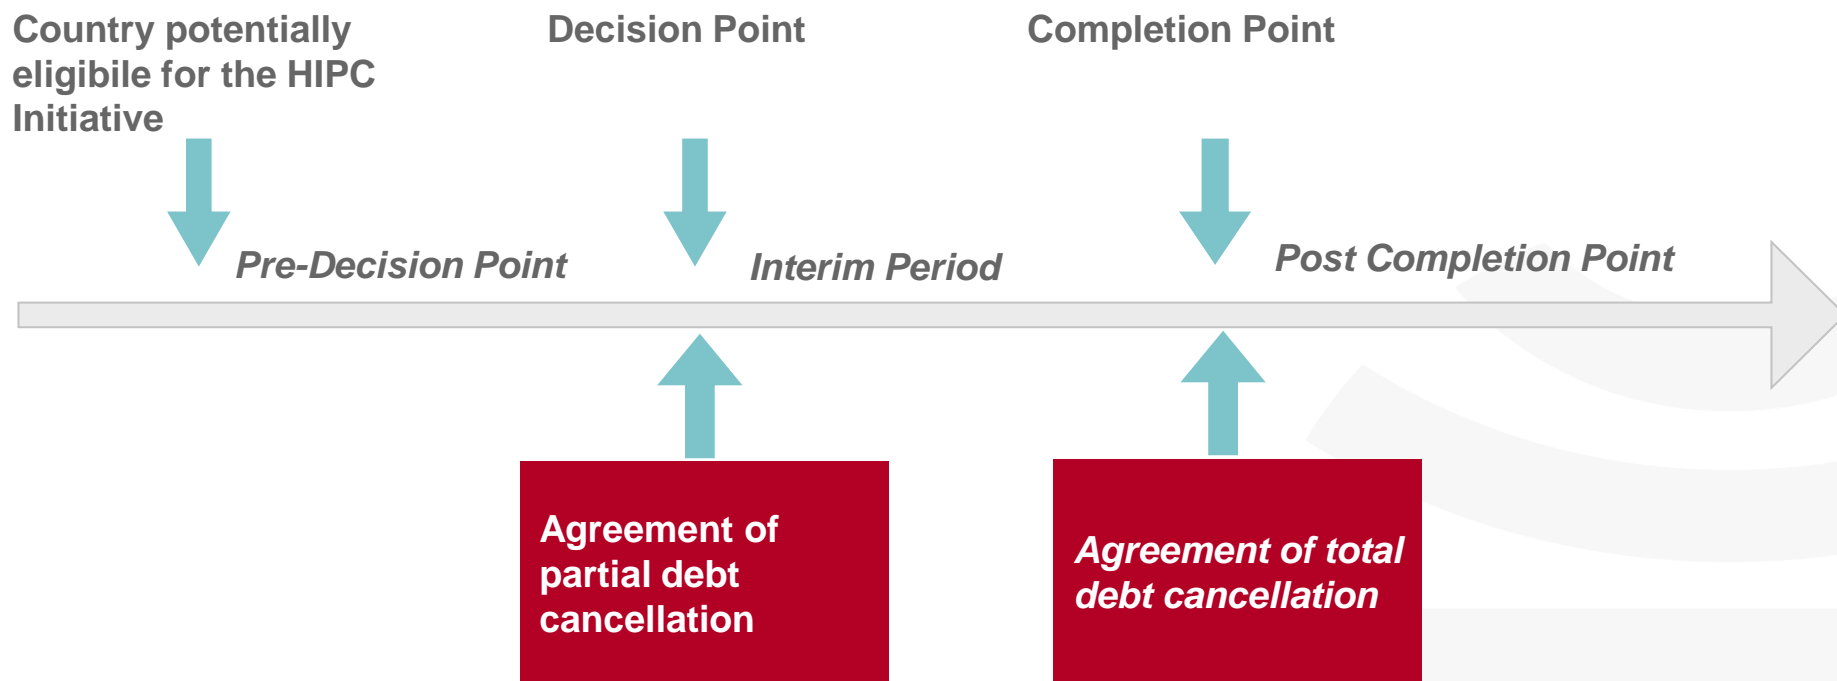 Country potentially
eligibile for the HIPC
Initiative
Decision Point
Completion Point
Pre-Decision Point
Interim Period
Post Completion Point
Agreement of
partial debt
cancellation
Agreement of total
debt cancellation